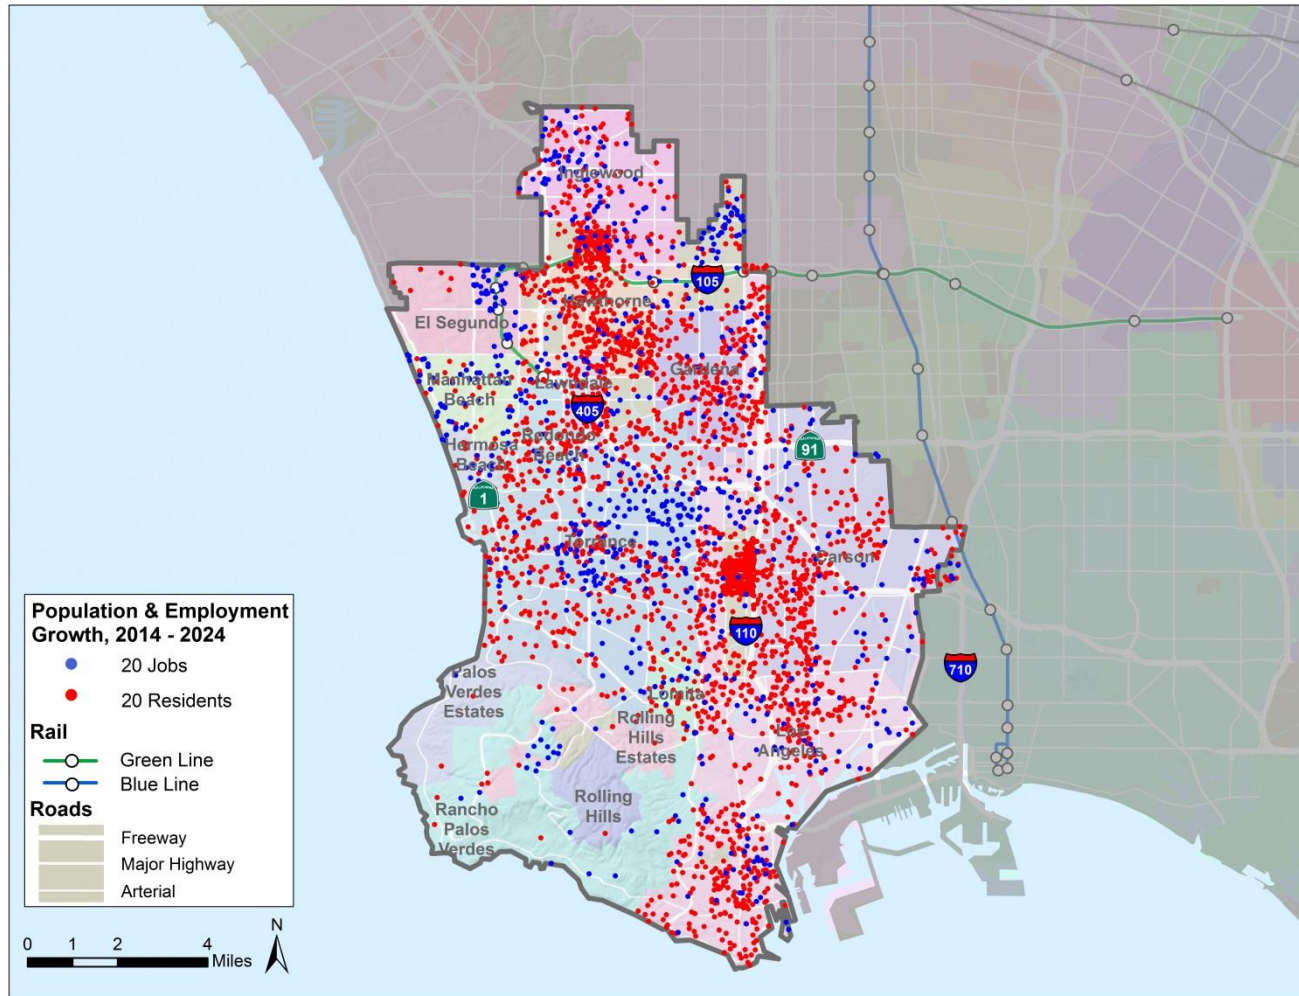 Inglewood
105
Hawthorne
El Segundo
Gardena
Manhattan
Beach
Lawndale
405
Redondo
Beach
Hermosa
Beach
91
1
Torrance
Carson
110
710
Palos
Verdes
Estates
Lomita
Rolling
Hills
Estates
Los
Angeles
Rolling
Hills
Rancho
Palos
Verdes
Population & Employment
Growth, 2014 - 2024
20 Jobs
20 Residents
Rail
Green Line
Blue Line
Roads
Freeway
Major Highway
Arterial
N
0 1 2 4
Miles